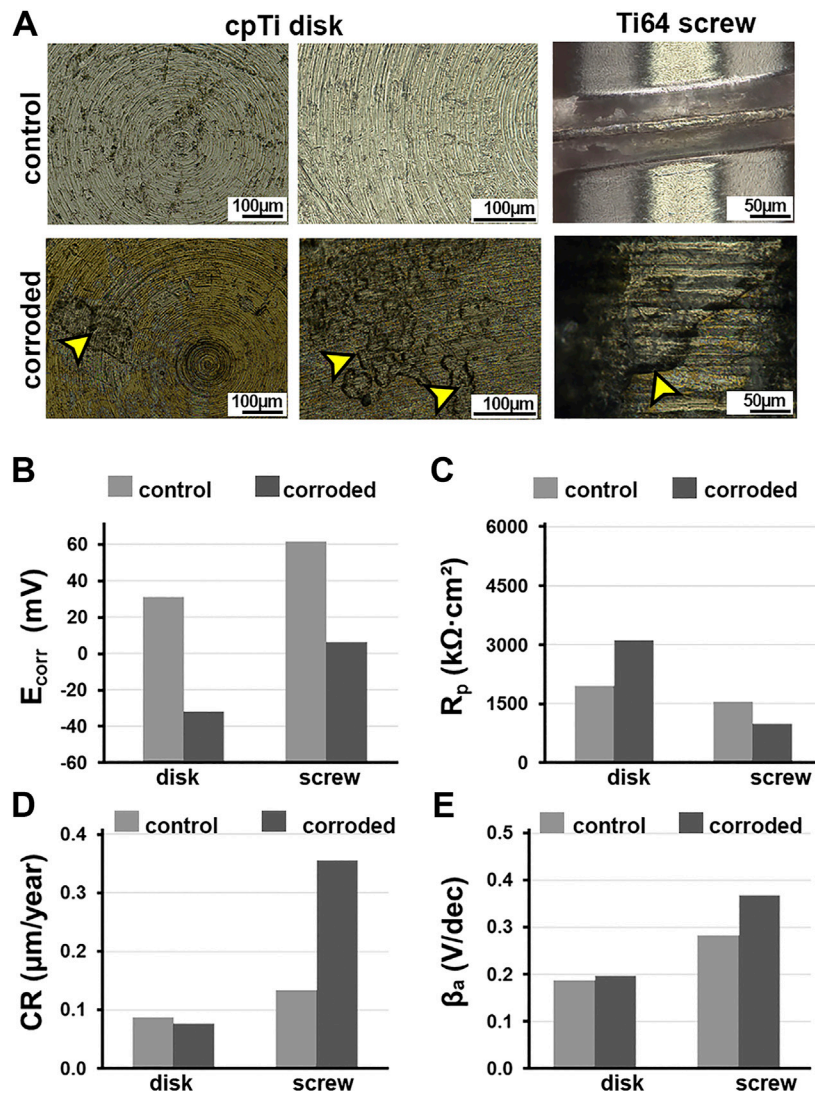 A
cpTi disk
Ti64 screw
control
100µm
100µm
50µm
corroded
100µm
100µm
50µm
B
control
corroded
Ecorr (mV)
60
40
20
0
-20
-40
-60
disk
screw
C
control
corroded
Rp (kΩ·cm²)
6000
4500
3000
1500
0
disk
screw
D
control
corroded
CR (µm/year)
0.4
0.3
0.2
0.1
0.0
disk
screw
E
control
corroded
βa (V/dec)
0.5
0.4
0.3
0.2
0.1
0.0
disk
screw